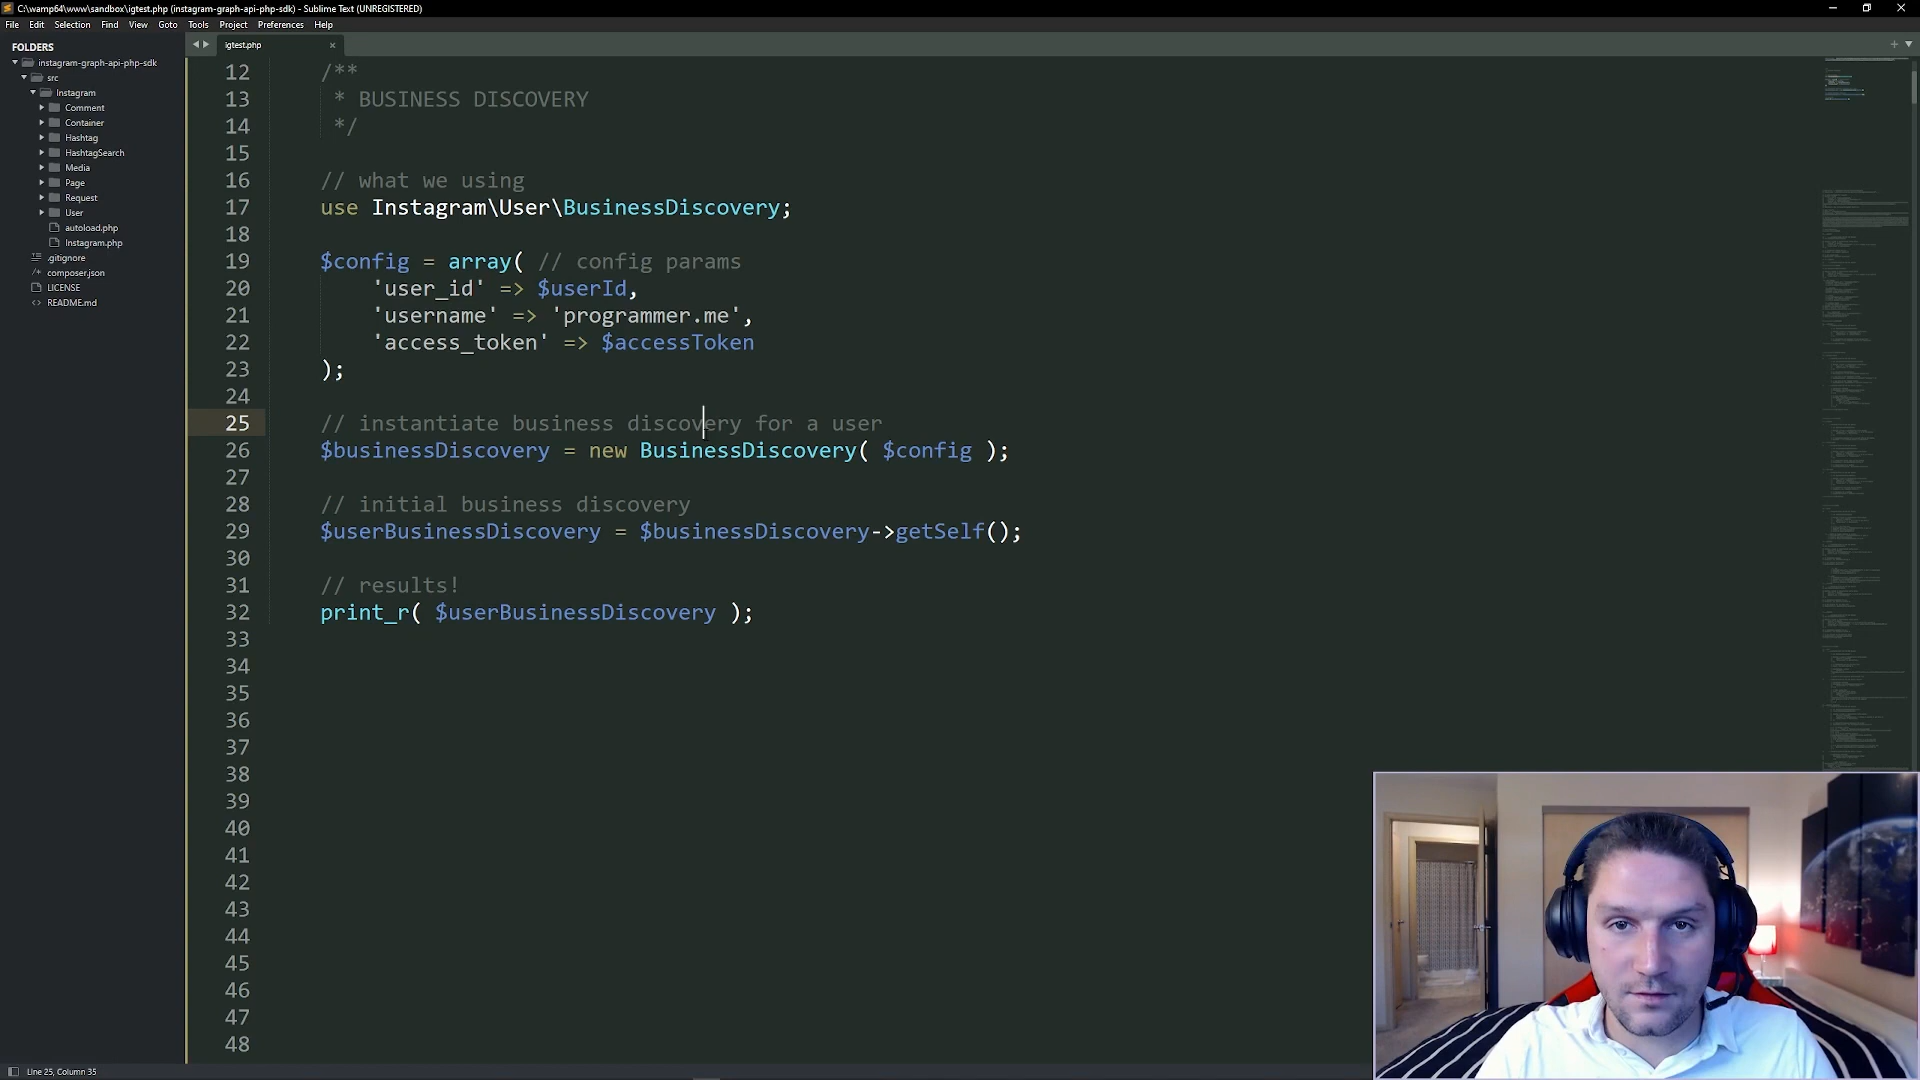 C:\wamp64\www\sandbox\igtest.php (instagram-graph-api-php-sdk) - Sublime Text (UNREGISTERED)
File Edit Selection Find View Goto Tools Project Preferences Help
FOLDERS
instagram-graph-api-php-sdk
src
Instagram
Comment
Container
Hashtag
HashtagSearch
Media
Page
Request
User
autoload.php
Instagram.php
.gitignore
composer.json
LICENSE
README.md
igtest.php
12 /**
13 * BUSINESS DISCOVERY
14 */
15
16 // what we using
17 use Instagram\User\BusinessDiscovery;
18
19 $config = array( // config params
20 'user_id' => $userId,
21 'username' => 'programmer.me',
22 'access_token' => $accessToken
23 );
24
25 // instantiate business discovery for a user
26 $businessDiscovery = new BusinessDiscovery( $config );
27
28 // initial business discovery
29 $userBusinessDiscovery = $businessDiscovery->getSelf();
30
31 // results!
32 print_r( $userBusinessDiscovery );
33
34
35
36
37
38
39
40
41
42
43
44
45
46
47
48
Line 25, Column 35